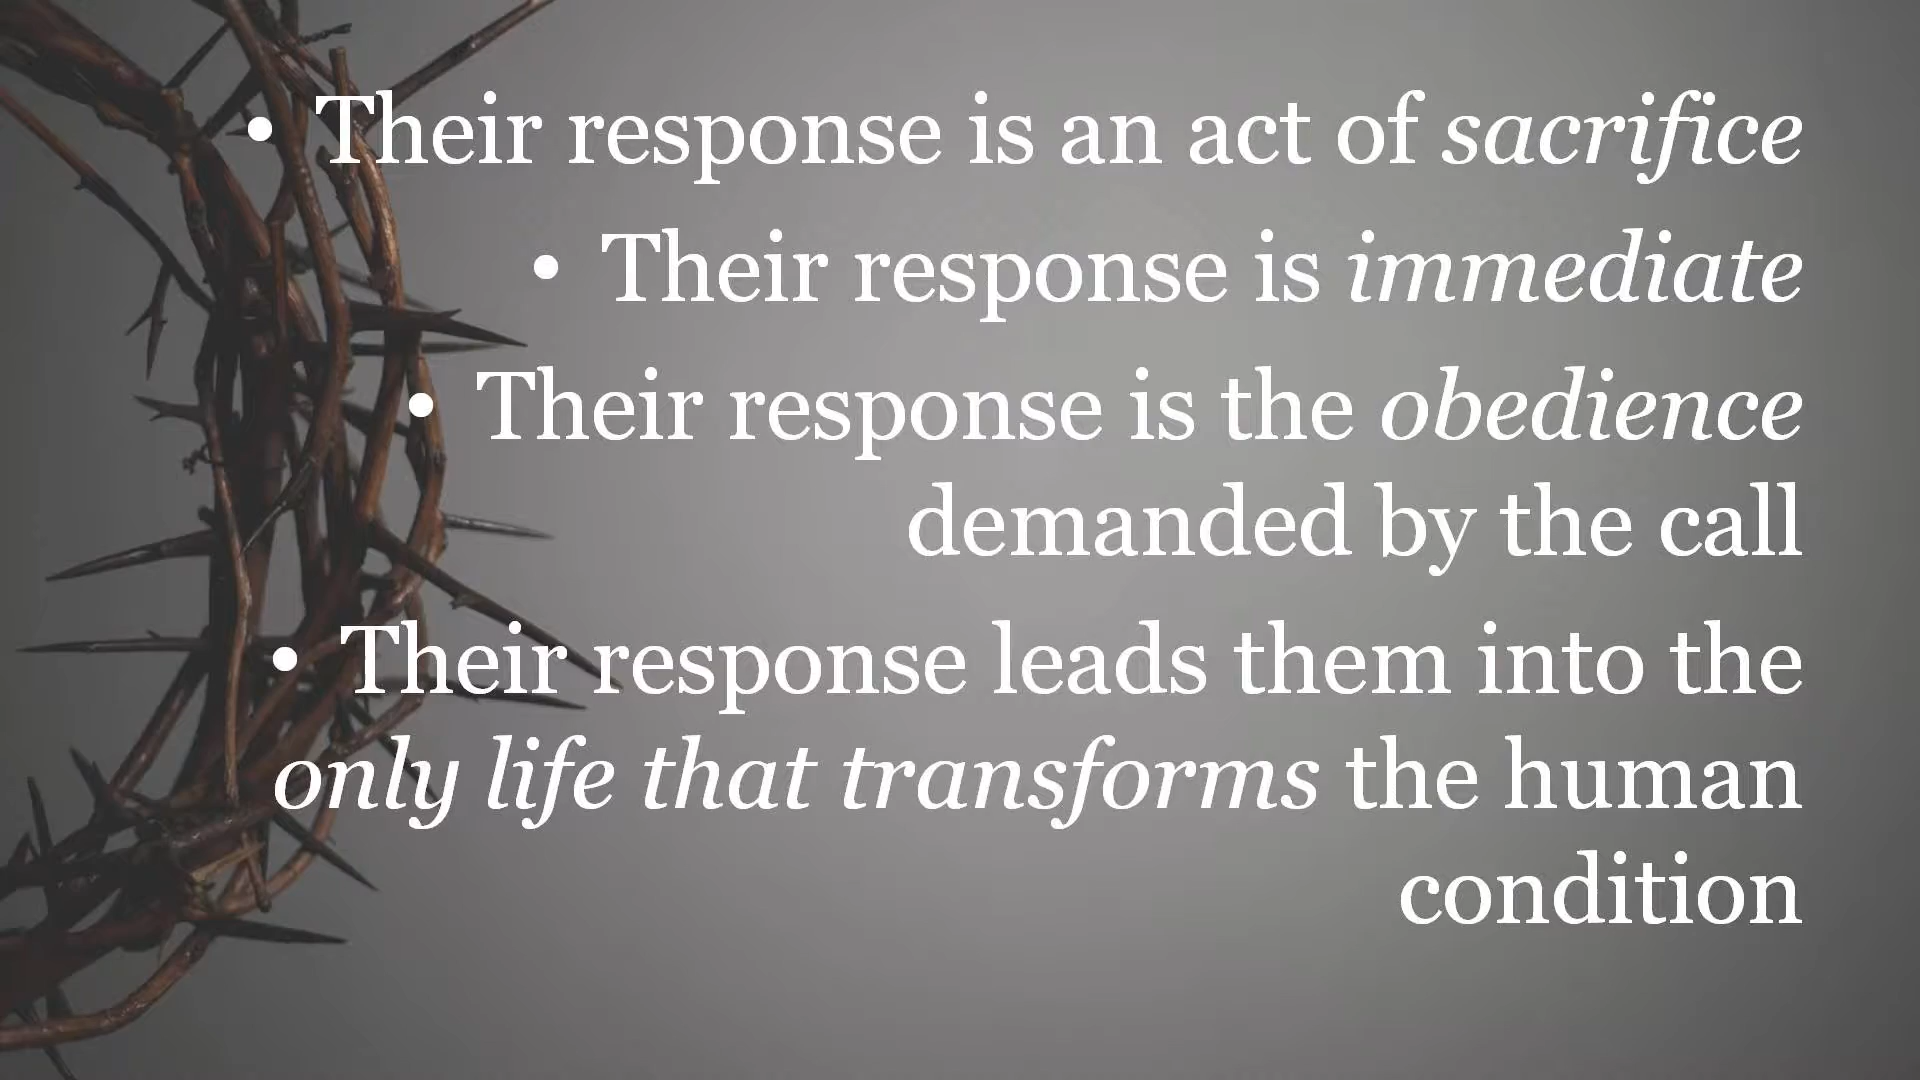 • Their response is an act of sacrifice
• Their response is immediate
• Their response is the obedience
demanded by the call
• Their response leads them into the
only life that transforms the human
condition